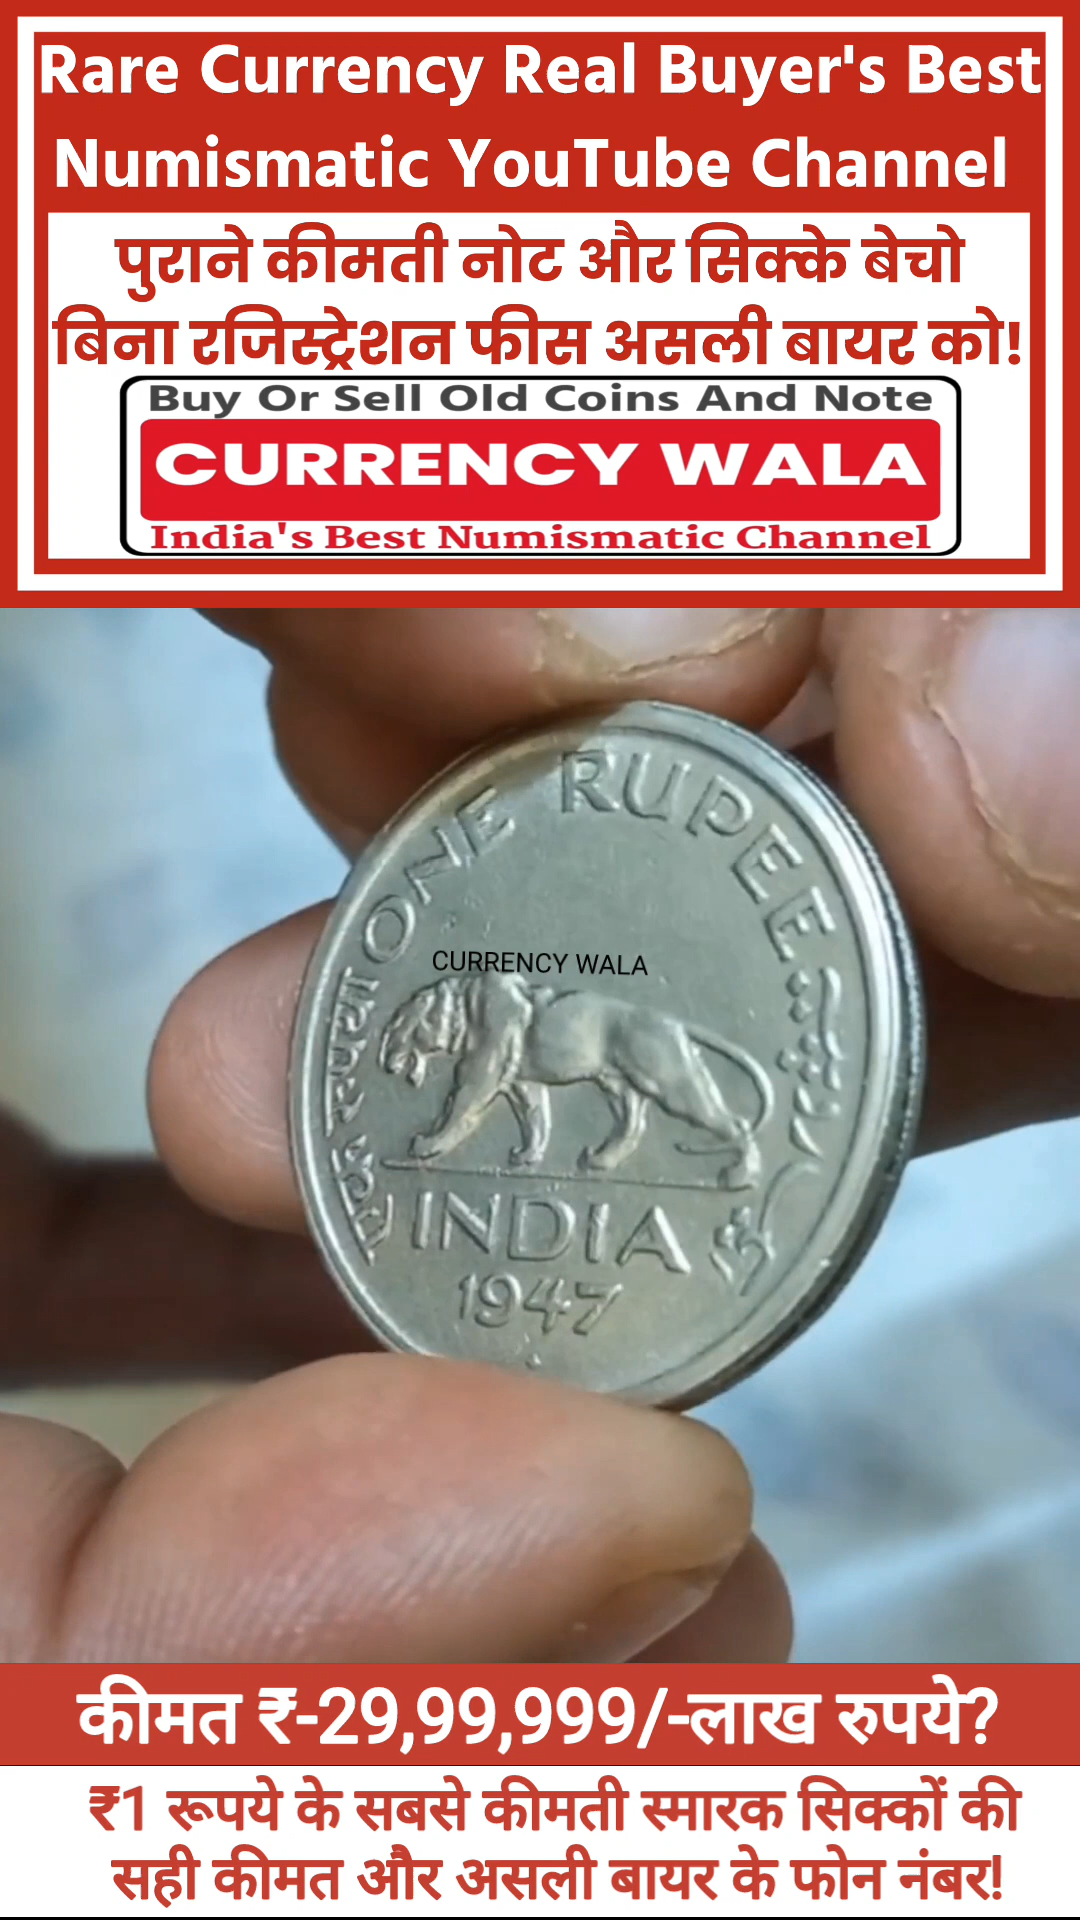 Rare Currency Real Buyer's Best
Numismatic YouTube Channel
पुराने कीमती नोट और सिक्के बेचो
बिना रजिस्ट्रेशन फीस असली बायर को!
Buy Or Sell Old Coins And Note
CURRENCY WALA
India's Best Numismatic Channel
ONE RUPEE
CURRENCY WALA
INDIA
1947
कीमत ₹-29,99,999/-लाख रुपये?
₹1 रूपये के सबसे कीमती स्मारक सिक्कों की
सही कीमत और असली बायर के फोन नंबर!